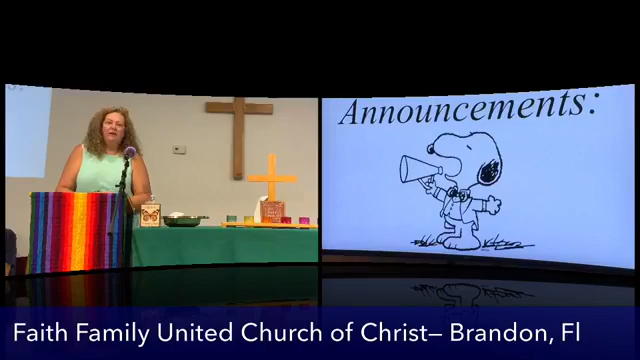 Announcements:
Faith Family United Church of Christ– Brandon, Fl